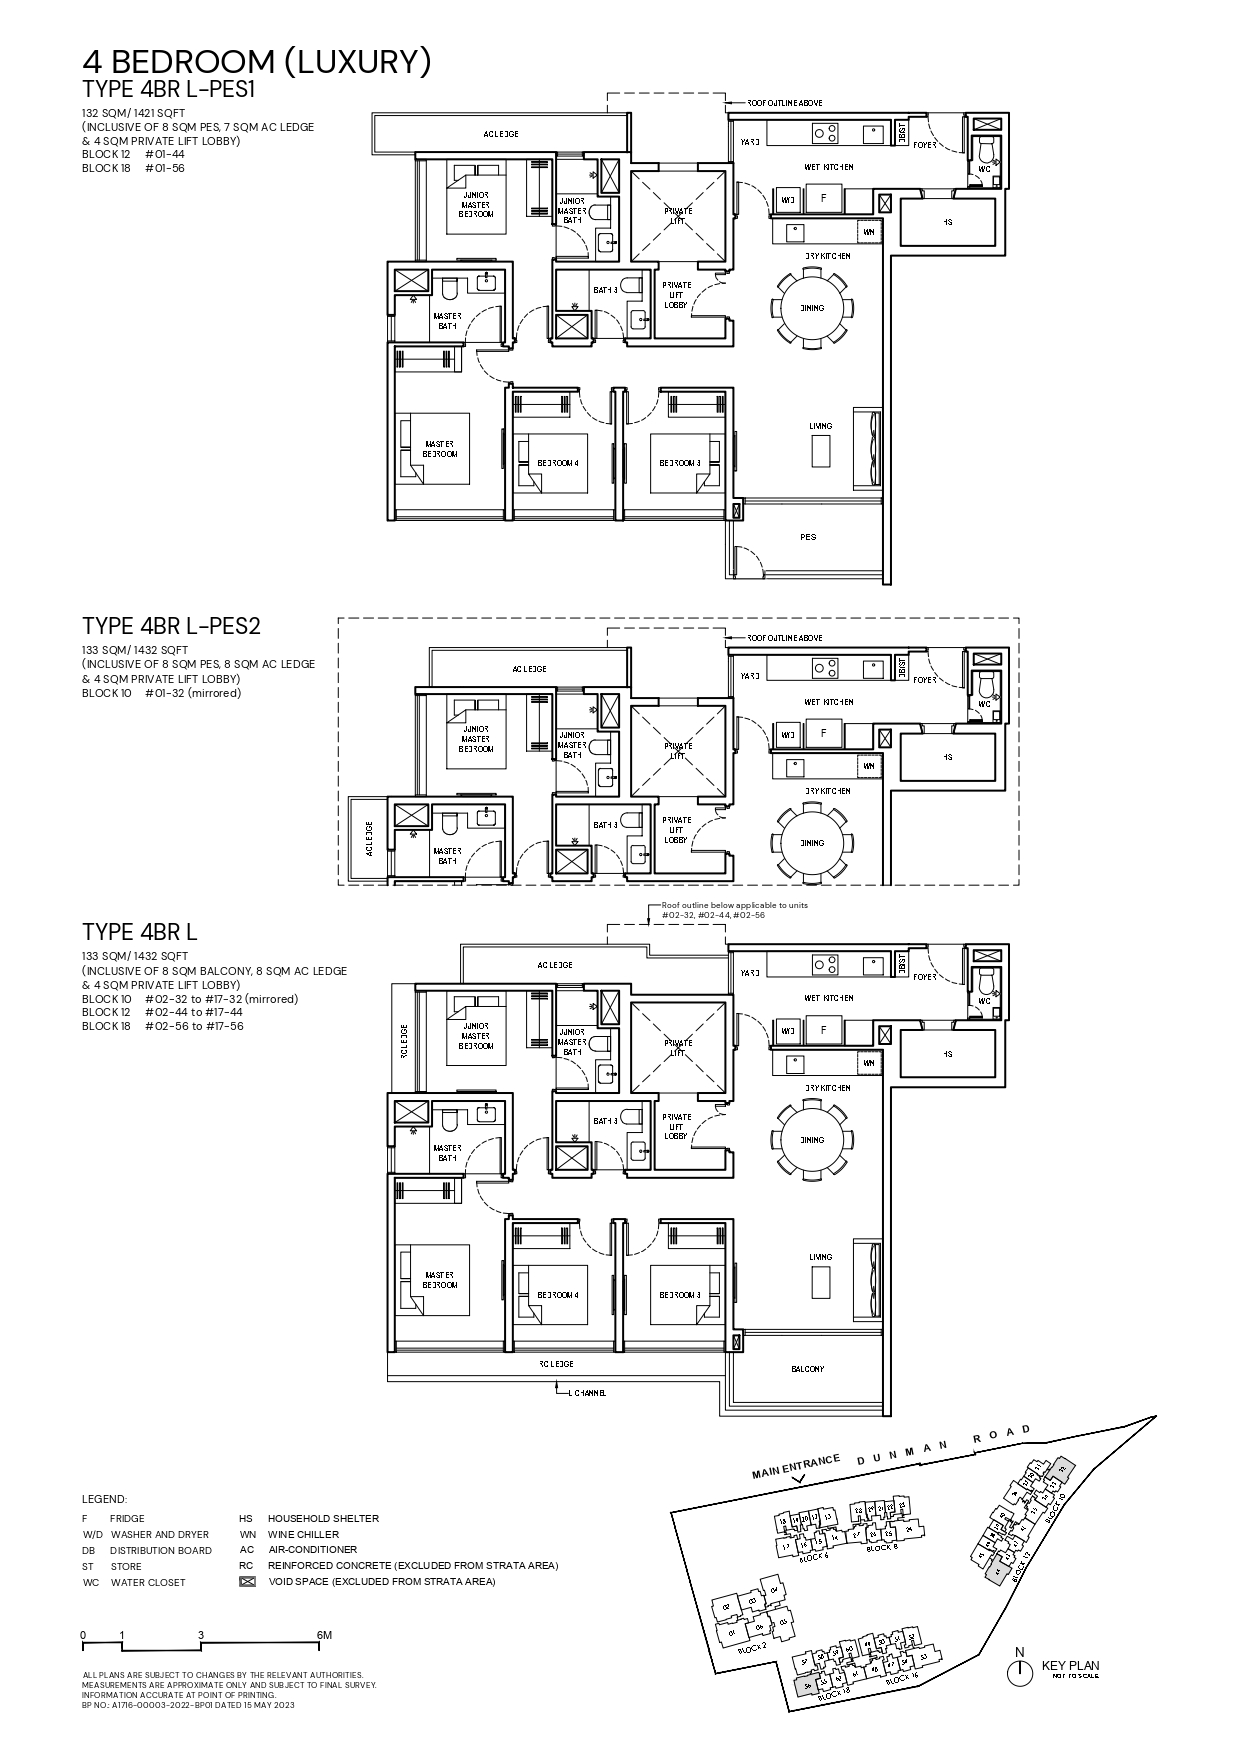 4 BEDROOM (LUXURY)
TYPE 4BR L-PES1
132 SQM/ 1421 SQFT
(INCLUSIVE OF 8 SQM PES, 7 SQM AC LEDGE
& 4 SQM PRIVATE LIFT LOBBY)
BLOCK 12 #01-44
BLOCK 18 #01-56
ROOF OUTLINE ABOVE
AC LEDGE
YARD
DB/ST
FOYER
WET KITCHEN
WC
JUNIOR
MASTER
BEDROOM
JUNIOR
MASTER
BATH
PRIVATE
LIFT
W/D
F
HS
WN
DRY KITCHEN
MASTER
BATH
BATH 3
PRIVATE
LIFT
LOBBY
DINING
MASTER
BEDROOM
BEDROOM 4
BEDROOM 3
LIVING
PES
TYPE 4BR L-PES2
133 SQM/ 1432 SQFT
(INCLUSIVE OF 8 SQM PES, 8 SQM AC LEDGE
& 4 SQM PRIVATE LIFT LOBBY)
BLOCK 10 #01-32 (mirrored)
ROOF OUTLINE ABOVE
AC LEDGE
YARD
DB/ST
FOYER
WET KITCHEN
WC
JUNIOR
MASTER
BEDROOM
JUNIOR
MASTER
BATH
PRIVATE
LIFT
W/D
F
HS
WN
DRY KITCHEN
AC LEDGE
MASTER
BATH
BATH 3
PRIVATE
LIFT
LOBBY
DINING
Roof outline below applicable to units
#02-32, #02-44, #02-56
TYPE 4BR L
133 SQM/ 1432 SQFT
(INCLUSIVE OF 8 SQM BALCONY, 8 SQM AC LEDGE
& 4 SQM PRIVATE LIFT LOBBY)
BLOCK 10 #02-32 to #17-32 (mirrored)
BLOCK 12 #02-44 to #17-44
BLOCK 18 #02-56 to #17-56
AC LEDGE
YARD
DB/ST
FOYER
WET KITCHEN
WC
RC LEDGE
JUNIOR
MASTER
BEDROOM
JUNIOR
MASTER
BATH
PRIVATE
LIFT
W/D
F
HS
WN
DRY KITCHEN
MASTER
BATH
BATH 3
PRIVATE
LIFT
LOBBY
DINING
MASTER
BEDROOM
BEDROOM 4
BEDROOM 3
LIVING
RC LEDGE
BALCONY
L CHANNEL
MAIN ENTRANCE
DUNMAN ROAD
BLOCK 6
BLOCK 8
BLOCK 10
BLOCK 12
BLOCK 2
BLOCK 18
BLOCK 16
N
KEY PLAN
NOT TO SCALE
LEGEND:
F FRIDGE
W/D WASHER AND DRYER
DB DISTRIBUTION BOARD
ST STORE
WC WATER CLOSET
HS HOUSEHOLD SHELTER
WN WINE CHILLER
AC AIR-CONDITIONER
RC REINFORCED CONCRETE (EXCLUDED FROM STRATA AREA)
VOID SPACE (EXCLUDED FROM STRATA AREA)
0 1 3 6M
ALL PLANS ARE SUBJECT TO CHANGES BY THE RELEVANT AUTHORITIES.
MEASUREMENTS ARE APPROXIMATE ONLY AND SUBJECT TO FINAL SURVEY.
INFORMATION ACCURATE AT POINT OF PRINTING.
BP NO.: A1716-00003-2022-BP01 DATED 15 MAY 2023